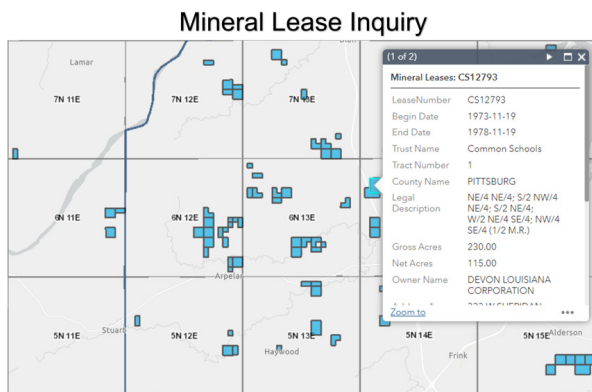 Mineral Lease Inquiry
(1 of 2)
Mineral Leases: CS12793
LeaseNumber CS12793
Begin Date 1973-11-19
End Date 1978-11-19
Trust Name Common Schools
Tract Number 1
County Name PITTSBURG
Legal NE/4 NE/4; S/2 NW/4
Description NE/4; S/2 NE/4;
W/2 NE/4 SE/4; NW/4
SE/4 (1/2 M.R.)
Gross Acres 230.00
Net Acres 115.00
Owner Name DEVON LOUISIANA
CORPORATION
Zoom to
Lamar
7N 11E
7N 12E
7N 13E
6N 11E
6N 12E
6N 13E
Arpelar
Stuart
5N 11E
5N 12E
5N 13E
5N 14E
5N 15E
Alderson
Haywood
Frink